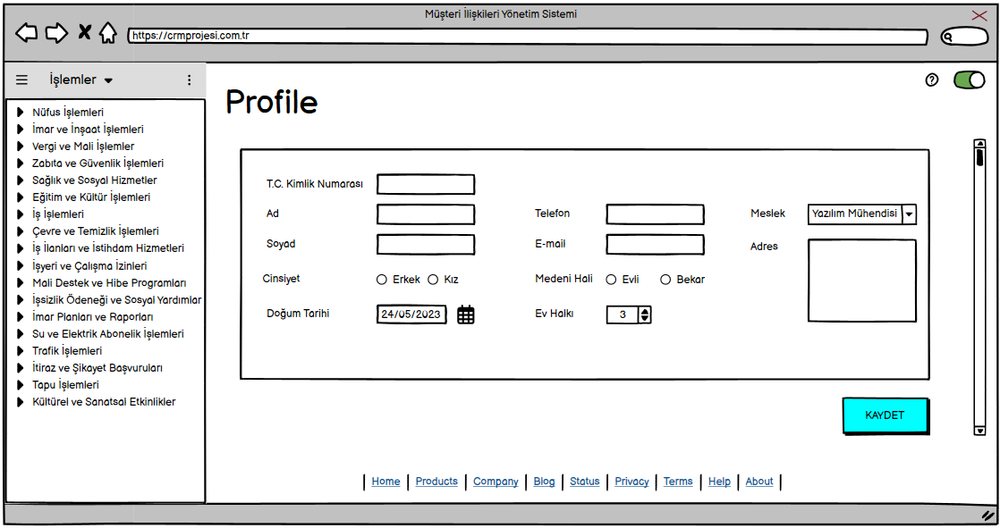 Müşteri İlişkileri Yönetim Sistemi
https://crmprojesi.com.tr
İşlemler
Nüfus İşlemleri
İmar ve İnşaat İşlemleri
Vergi ve Mali İşlemler
Zabıta ve Güvenlik İşlemleri
Sağlık ve Sosyal Hizmetler
Eğitim ve Kültür İşlemleri
İş İşlemleri
Çevre ve Temizlik İşlemleri
İş İlanları ve İstihdam Hizmetleri
İşyeri ve Çalışma İzinleri
Mali Destek ve Hibe Programları
İşsizlik Ödeneği ve Sosyal Yardımlar
İmar Planları ve Raporları
Su ve Elektrik Abonelik İşlemleri
Trafik İşlemleri
İtiraz ve Şikayet Başvuruları
Tapu İşlemleri
Kültürel ve Sanatsal Etkinlikler
Profile
T.C. Kimlik Numarası
Ad
Telefon
Meslek
Yazılım Mühendisi
Soyad
E-mail
Adres
Cinsiyet
Erkek
Kız
Medeni Hali
Evli
Bekar
Doğum Tarihi
24/05/2023
Ev Halkı
3
KAYDET
Home | Products | Company | Blog | Status | Privacy | Terms | Help | About